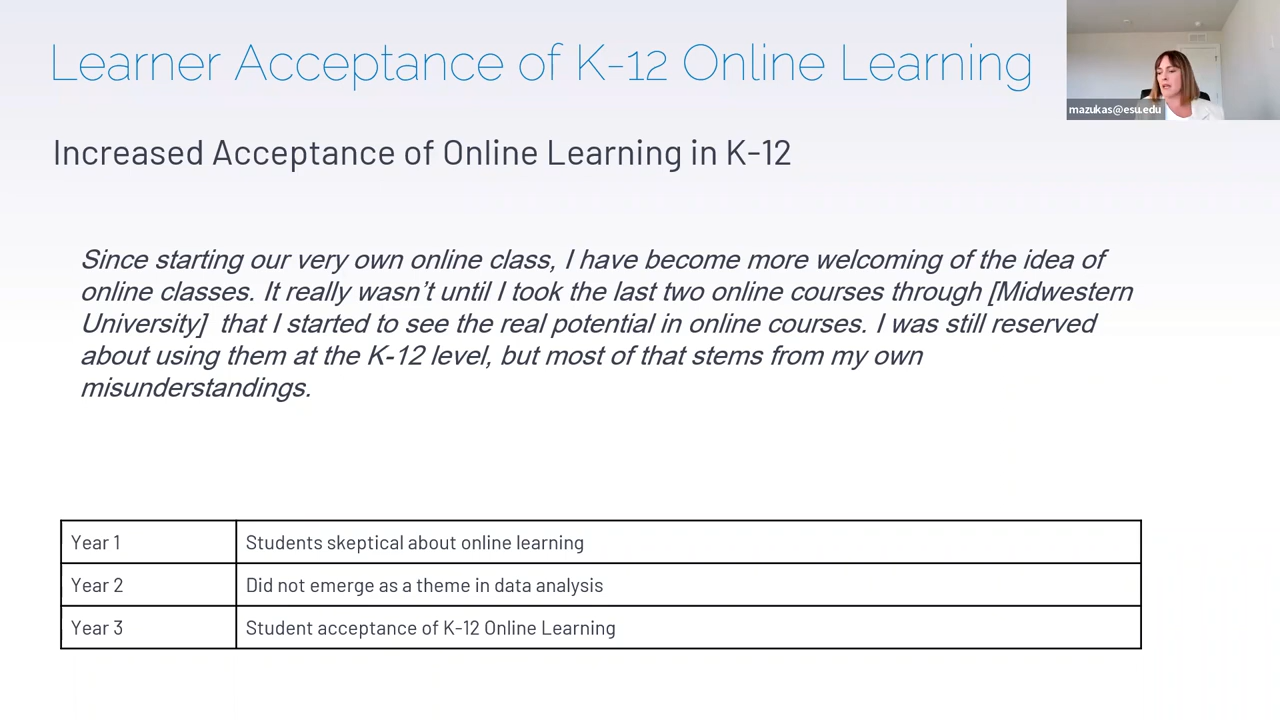 Learner Acceptance of K-12 Online Learning
mazukas@esu.edu
Increased Acceptance of Online Learning in K-12
Since starting our very own online class, I have become more welcoming of the idea of
online classes. It really wasn’t until I took the last two online courses through [Midwestern
University]  that I started to see the real potential in online courses. I was still reserved
about using them at the K-12 level, but most of that stems from my own
misunderstandings.
Year 1 Students skeptical about online learning
Year 2 Did not emerge as a theme in data analysis
Year 3 Student acceptance of K-12 Online Learning